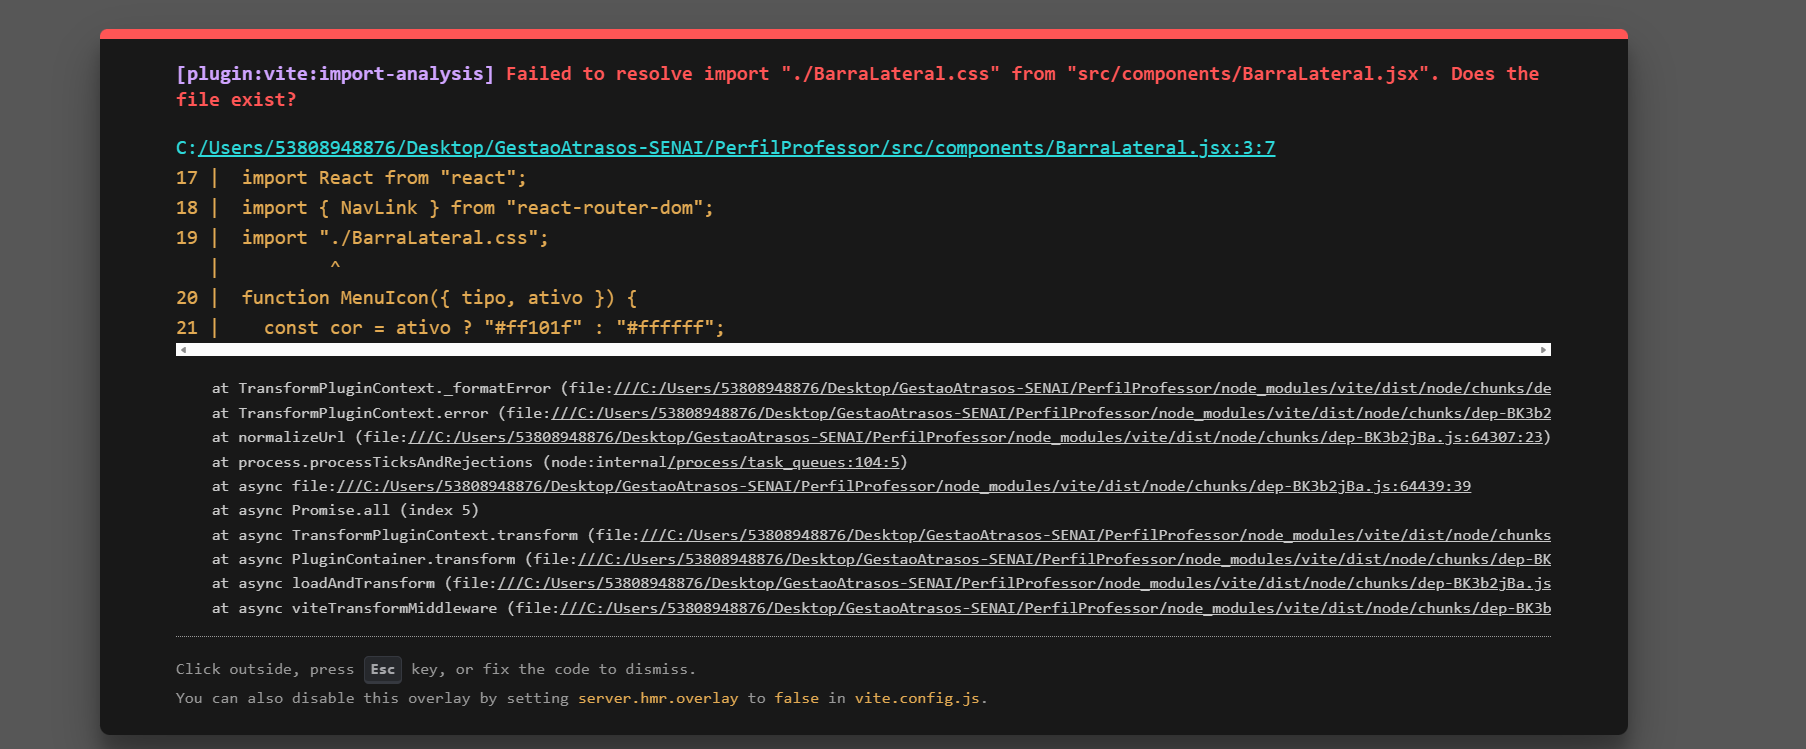 [plugin:vite:import-analysis] Failed to resolve import "./BarraLateral.css" from "src/components/BarraLateral.jsx". Does the
file exist?
C:/Users/53808948876/Desktop/GestaoAtrasos-SENAI/PerfilProfessor/src/components/BarraLateral.jsx:3:7
17 |  import React from "react";
18 |  import { NavLink } from "react-router-dom";
19 |  import "./BarraLateral.css";
   |          ^
20 |  function MenuIcon({ tipo, ativo }) {
21 |    const cor = ativo ? "#ff101f" : "#ffffff";
at TransformPluginContext._formatError (file:///C:/Users/53808948876/Desktop/GestaoAtrasos-SENAI/PerfilProfessor/node_modules/vite/dist/node/chunks/de
at TransformPluginContext.error (file:///C:/Users/53808948876/Desktop/GestaoAtrasos-SENAI/PerfilProfessor/node_modules/vite/dist/node/chunks/dep-BK3b2
at normalizeUrl (file:///C:/Users/53808948876/Desktop/GestaoAtrasos-SENAI/PerfilProfessor/node_modules/vite/dist/node/chunks/dep-BK3b2jBa.js:64307:23)
at process.processTicksAndRejections (node:internal/process/task_queues:104:5)
at async file:///C:/Users/53808948876/Desktop/GestaoAtrasos-SENAI/PerfilProfessor/node_modules/vite/dist/node/chunks/dep-BK3b2jBa.js:64439:39
at async Promise.all (index 5)
at async TransformPluginContext.transform (file:///C:/Users/53808948876/Desktop/GestaoAtrasos-SENAI/PerfilProfessor/node_modules/vite/dist/node/chunks
at async PluginContainer.transform (file:///C:/Users/53808948876/Desktop/GestaoAtrasos-SENAI/PerfilProfessor/node_modules/vite/dist/node/chunks/dep-BK
at async loadAndTransform (file:///C:/Users/53808948876/Desktop/GestaoAtrasos-SENAI/PerfilProfessor/node_modules/vite/dist/node/chunks/dep-BK3b2jBa.js
at async viteTransformMiddleware (file:///C:/Users/53808948876/Desktop/GestaoAtrasos-SENAI/PerfilProfessor/node_modules/vite/dist/node/chunks/dep-BK3b
Click outside, press Esc key, or fix the code to dismiss.
You can also disable this overlay by setting server.hmr.overlay to false in vite.config.js.